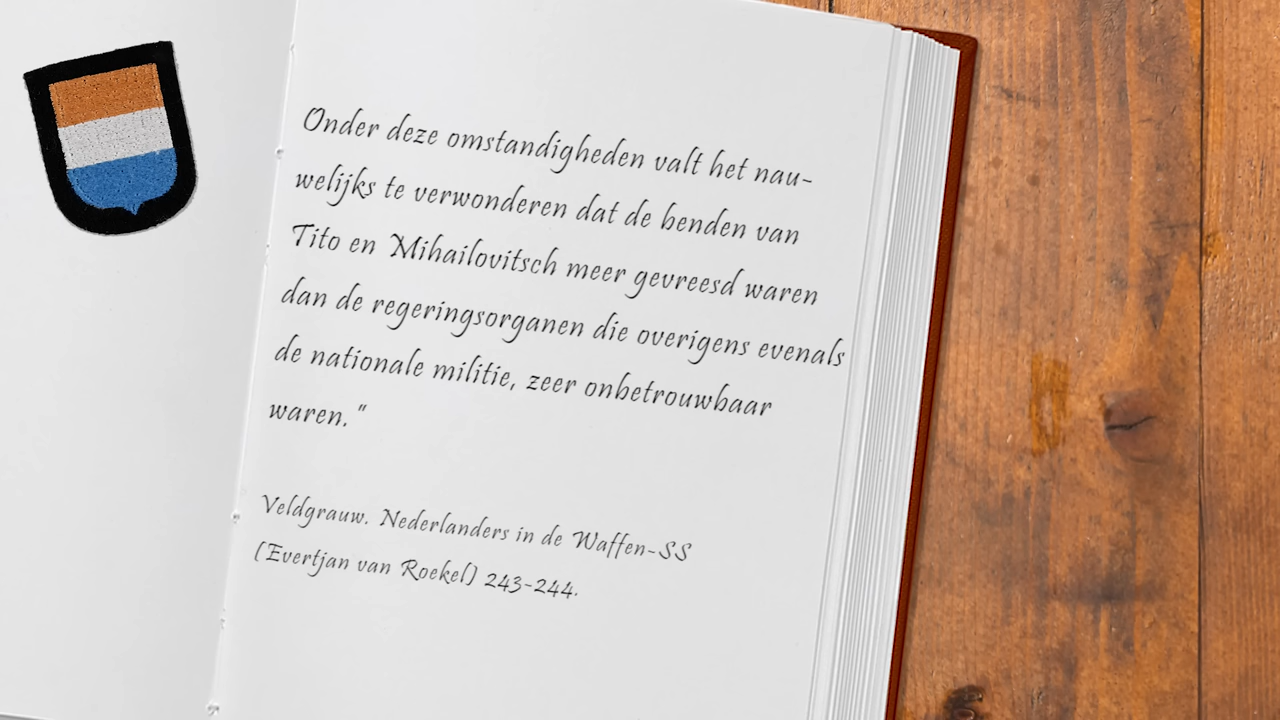 Onder deze omstandigheden valt het nau-
welijks te verwonderen dat de benden van
Tito en Mihailovitsch meer gevreesd waren
dan de regeringsorganen die overigens evenals
de nationale militie, zeer onbetrouwbaar
waren."
Veldgrauw. Nederlanders in de Waffen-SS
(Evertjan van Roekel) 243-244.